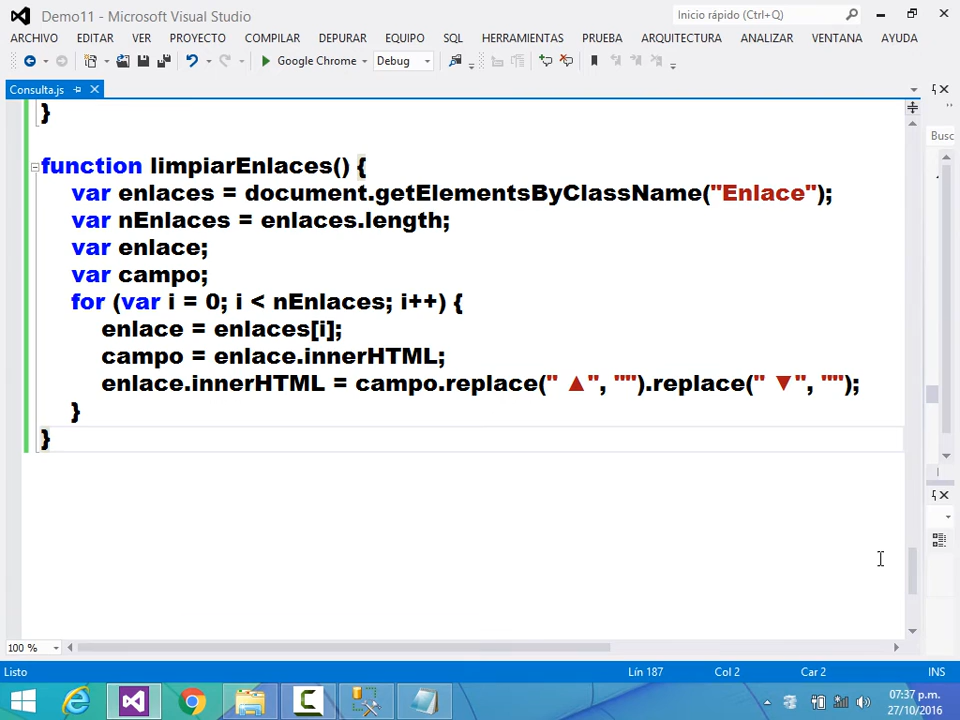 Demo11 - Microsoft Visual Studio
Inicio rápido (Ctrl+Q)
ARCHIVO EDITAR VER PROYECTO COMPILAR DEPURAR EQUIPO SQL HERRAMIENTAS PRUEBA ARQUITECTURA ANALIZAR VENTANA AYUDA
Google Chrome Debug
Consulta.js
Busc
}
function limpiarEnlaces() {
var enlaces = document.getElementsByClassName("Enlace");
var nEnlaces = enlaces.length;
var enlace;
var campo;
for (var i = 0; i < nEnlaces; i++) {
enlace = enlaces[i];
campo = enlace.innerHTML;
enlace.innerHTML = campo.replace(" ▲", "").replace(" ▼", "");
}
}
100 %
Listo Lín 187 Col 2 Car 2 INS
07:37 p.m.
27/10/2016